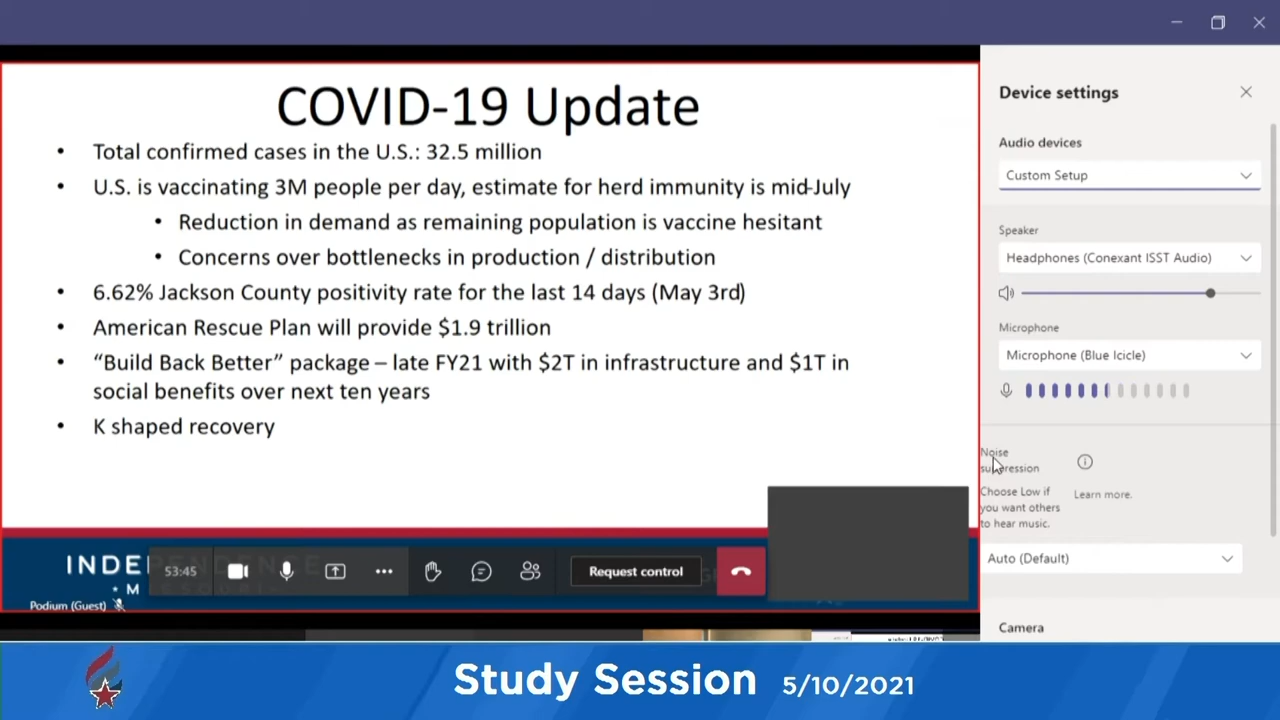 COVID-19 Update
• Total confirmed cases in the U.S.: 32.5 million
• U.S. is vaccinating 3M people per day, estimate for herd immunity is mid-July
• Reduction in demand as remaining population is vaccine hesitant
• Concerns over bottlenecks in production / distribution
• 6.62% Jackson County positivity rate for the last 14 days (May 3rd)
• American Rescue Plan will provide $1.9 trillion
• “Build Back Better” package – late FY21 with $2T in infrastructure and $1T in
social benefits over next ten years
• K shaped recovery
INDE
53:45
Request control
Podium (Guest)
Device settings
Audio devices
Custom Setup
Speaker
Headphones (Conexant ISST Audio)
Microphone
Microphone (Blue Icicle)
Noise
Choose Low if
you want others
to hear music.
Learn more.
Auto (Default)
Camera
Study Session 5/10/2021